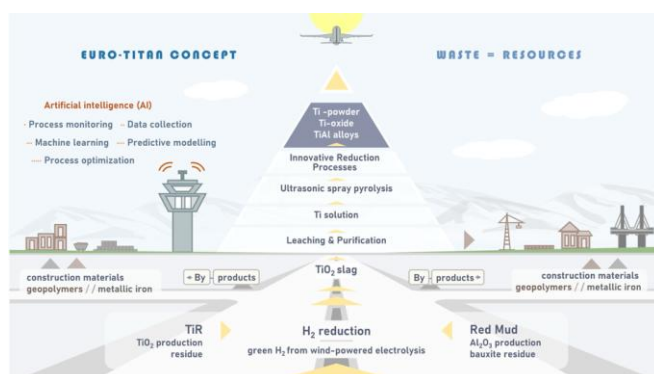 EURO-TITAN CONCEPT
WASTE = RESOURCES
Artificial intelligence (AI)
· Process monitoring ·· Data collection
··· Machine learning ···· Predictive modelling
····· Process optimization
Ti -powder
Ti-oxide
TiAl alloys
Innovative Reduction
Processes
Ultrasonic spray pyrolysis
Ti solution
Leaching & Purification
TiO₂ slag
By - products
By - products
construction materials
geopolymers // metallic iron
construction materials
geopolymers // metallic iron
TiR
TiO₂ production
residue
H₂ reduction
green H₂ from wind-powered electrolysis
Red Mud
Al₂O₃ production
bauxite residue